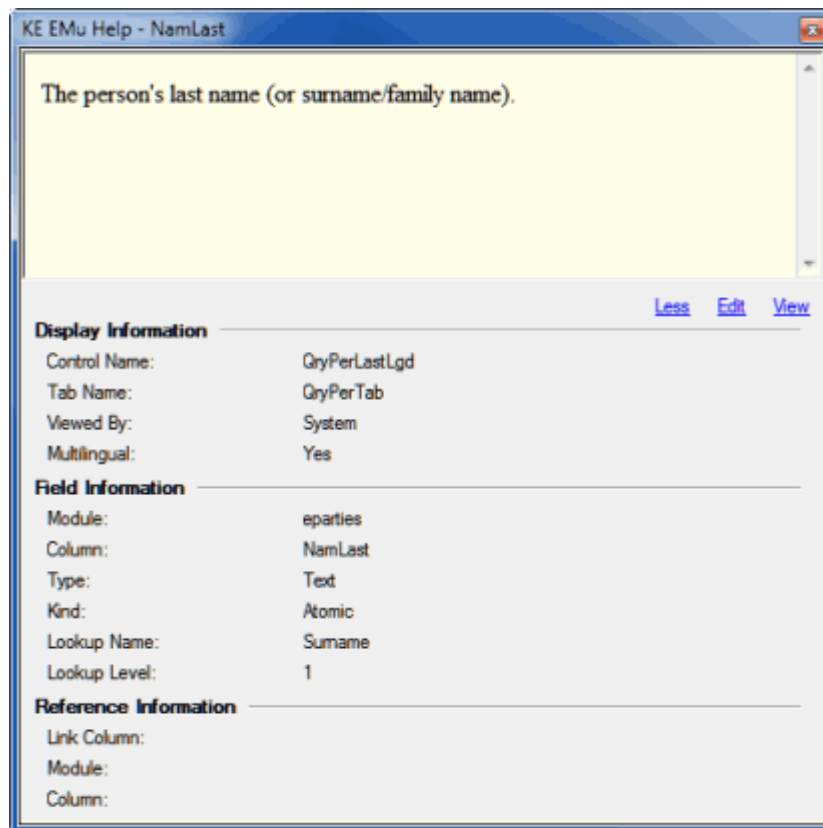 KE EMu Help - NamLast
The person's last name (or surname/family name).
Less Edit View
Display Information
Control Name: QryPerLastLgd
Tab Name: QryPerTab
Viewed By: System
Multilingual: Yes
Field Information
Module: eparties
Column: NamLast
Type: Text
Kind: Atomic
Lookup Name: Surname
Lookup Level: 1
Reference Information
Link Column:
Module:
Column: